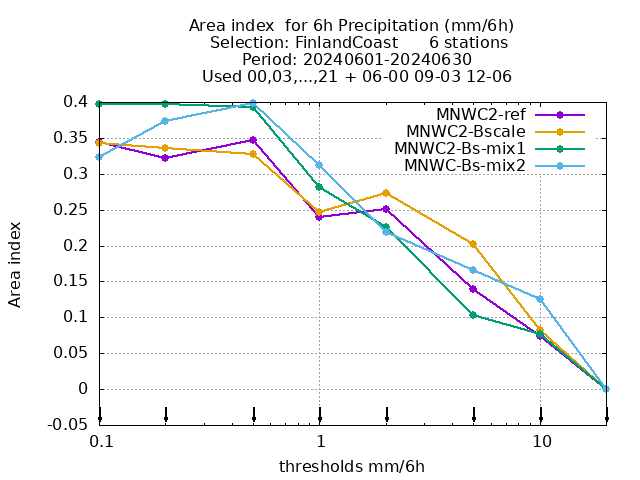 Area index  for 6h Precipitation (mm/6h)
Selection: FinlandCoast      6 stations
Period: 20240601-20240630
Used 00,03,...,21 + 06-00 09-03 12-06
MNWC2-ref
MNWC2-Bscale
MNWC2-Bs-mix1
MNWC-Bs-mix2
0.4
0.35
0.3
0.25
0.2
0.15
0.1
0.05
0
-0.05
Area index
0.1 1 10
thresholds mm/6h